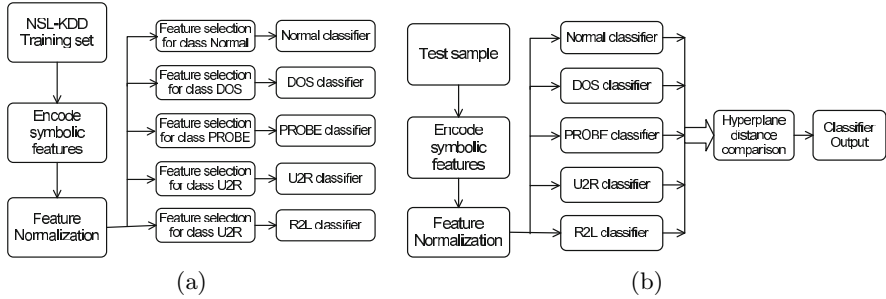 NSL-KDD
Training set
Encode
symbolic
features
Feature
Normalization
Feature selection
for class Normal
Feature selection
for class DOS
Feature selection
for class PROBE
Feature selection
for class U2R
Feature selection
for class U2R
Normal classifier
DOS classifier
PROBE classifier
U2R classifier
R2L classifier
(a)
Test sample
Encode
symbolic
features
Feature
Normalization
Normal classifier
DOS classifier
PROBE classifier
U2R classifier
R2L classifier
Hyperplane
distance
comparison
Classifier
Output
(b)